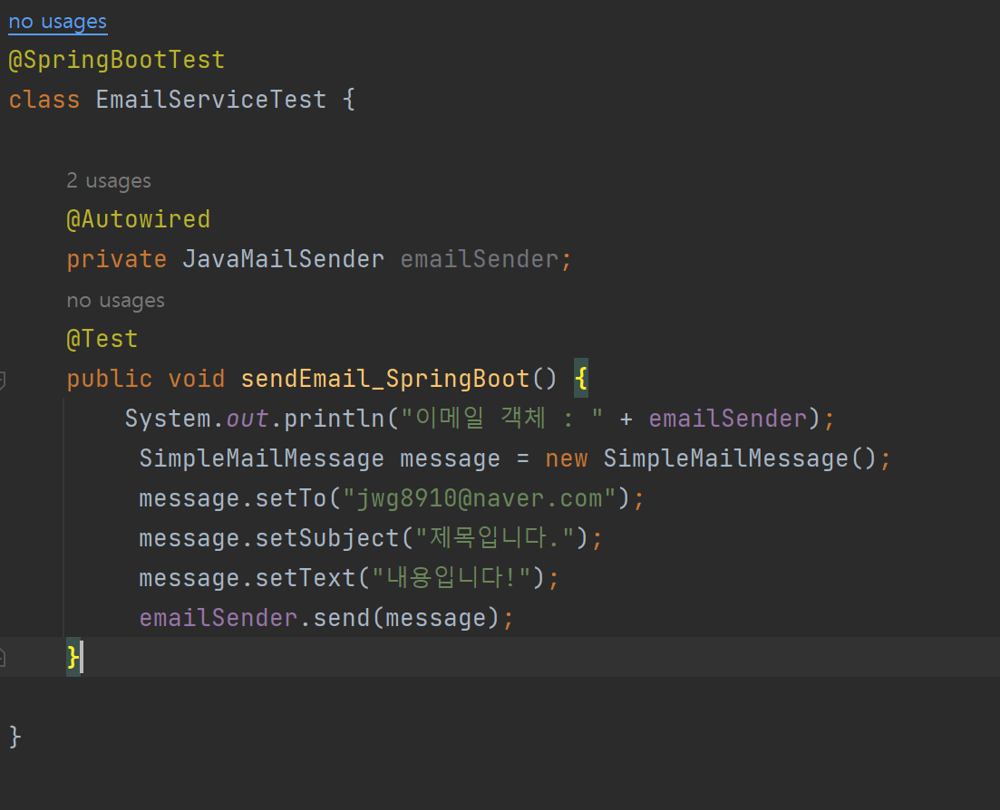 no usages
@SpringBootTest
class EmailServiceTest {
2 usages
@Autowired
private JavaMailSender emailSender;
no usages
@Test
public void sendEmail_SpringBoot() {
System.out.println("이메일 객체 : " + emailSender);
SimpleMailMessage message = new SimpleMailMessage();
message.setTo("jwg8910@naver.com");
message.setSubject("제목입니다.");
message.setText("내용입니다!");
emailSender.send(message);
}
}